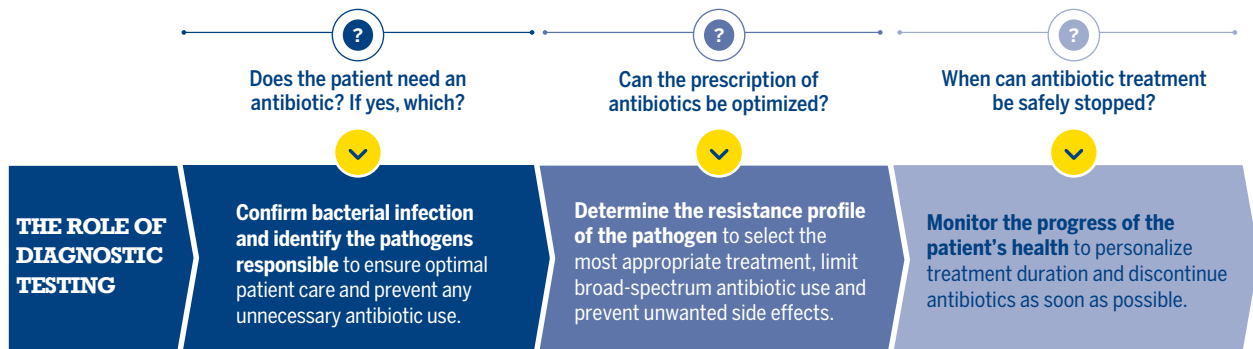 ?
Does the patient need an
antibiotic? If yes, which?
?
Can the prescription of
antibiotics be optimized?
?
When can antibiotic treatment
be safely stopped?
THE ROLE OF
DIAGNOSTIC
TESTING
Confirm bacterial infection
and identify the pathogens
responsible to ensure optimal
patient care and prevent any
unnecessary antibiotic use.
Determine the resistance profile
of the pathogen to select the
most appropriate treatment, limit
broad-spectrum antibiotic use and
prevent unwanted side effects.
Monitor the progress of the
patient's health to personalize
treatment duration and discontinue
antibiotics as soon as possible.